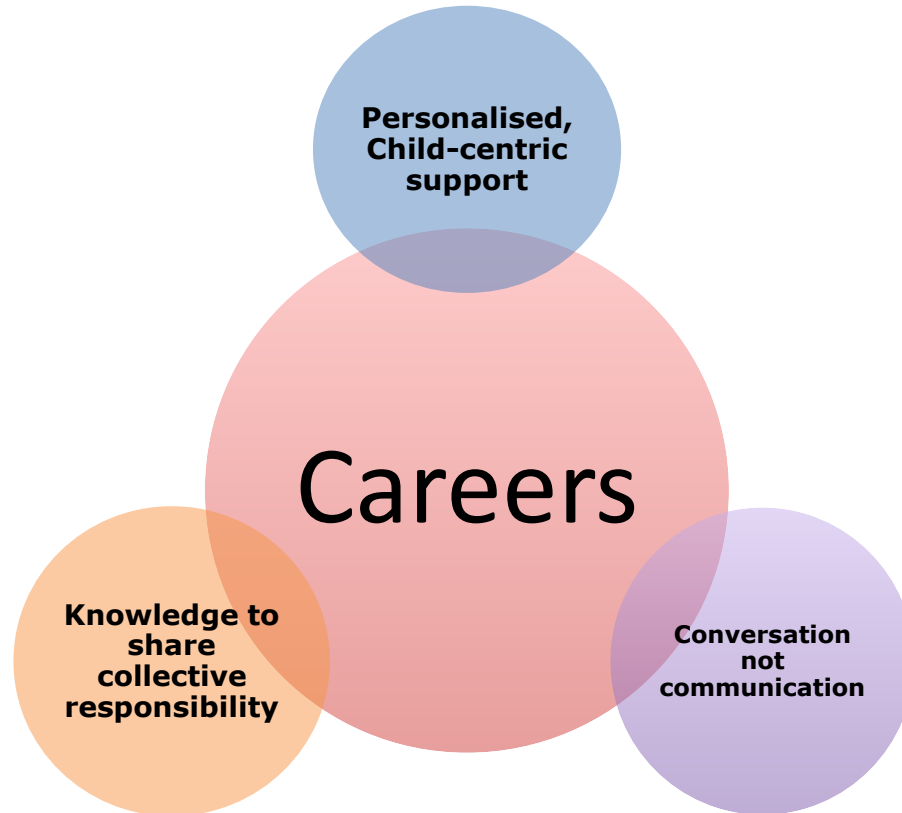 Personalised,
Child-centric
support
Careers
Knowledge to
share
collective
responsibility
Conversation
not
communication